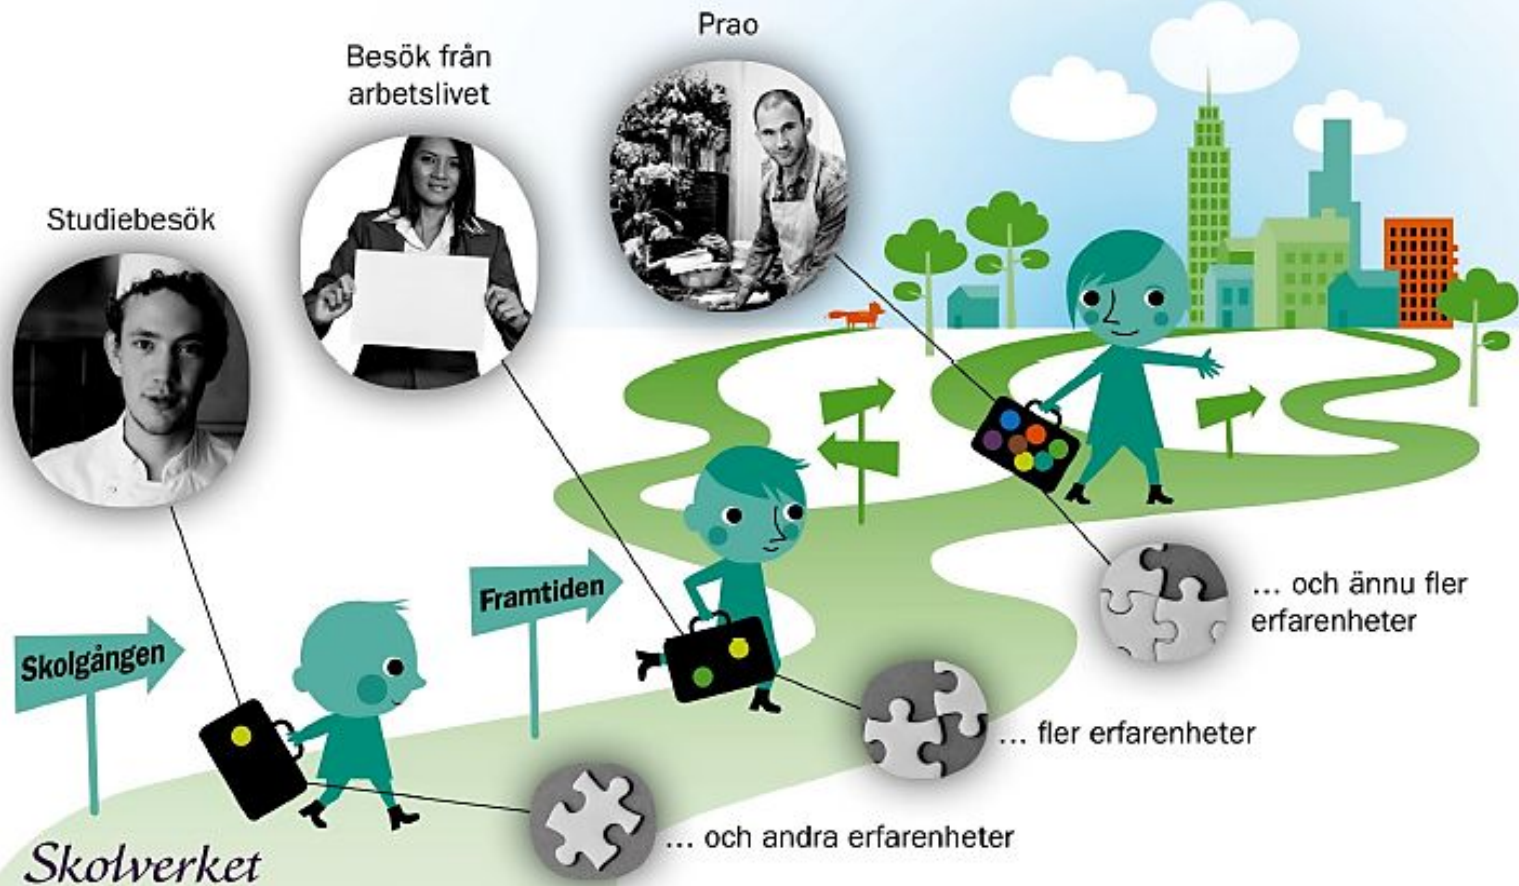 Prao
Besök från
arbetslivet
Studiebesök
Framtiden
Skolgången
... och ännu fler
erfarenheter
... fler erfarenheter
... och andra erfarenheter
Skolverket